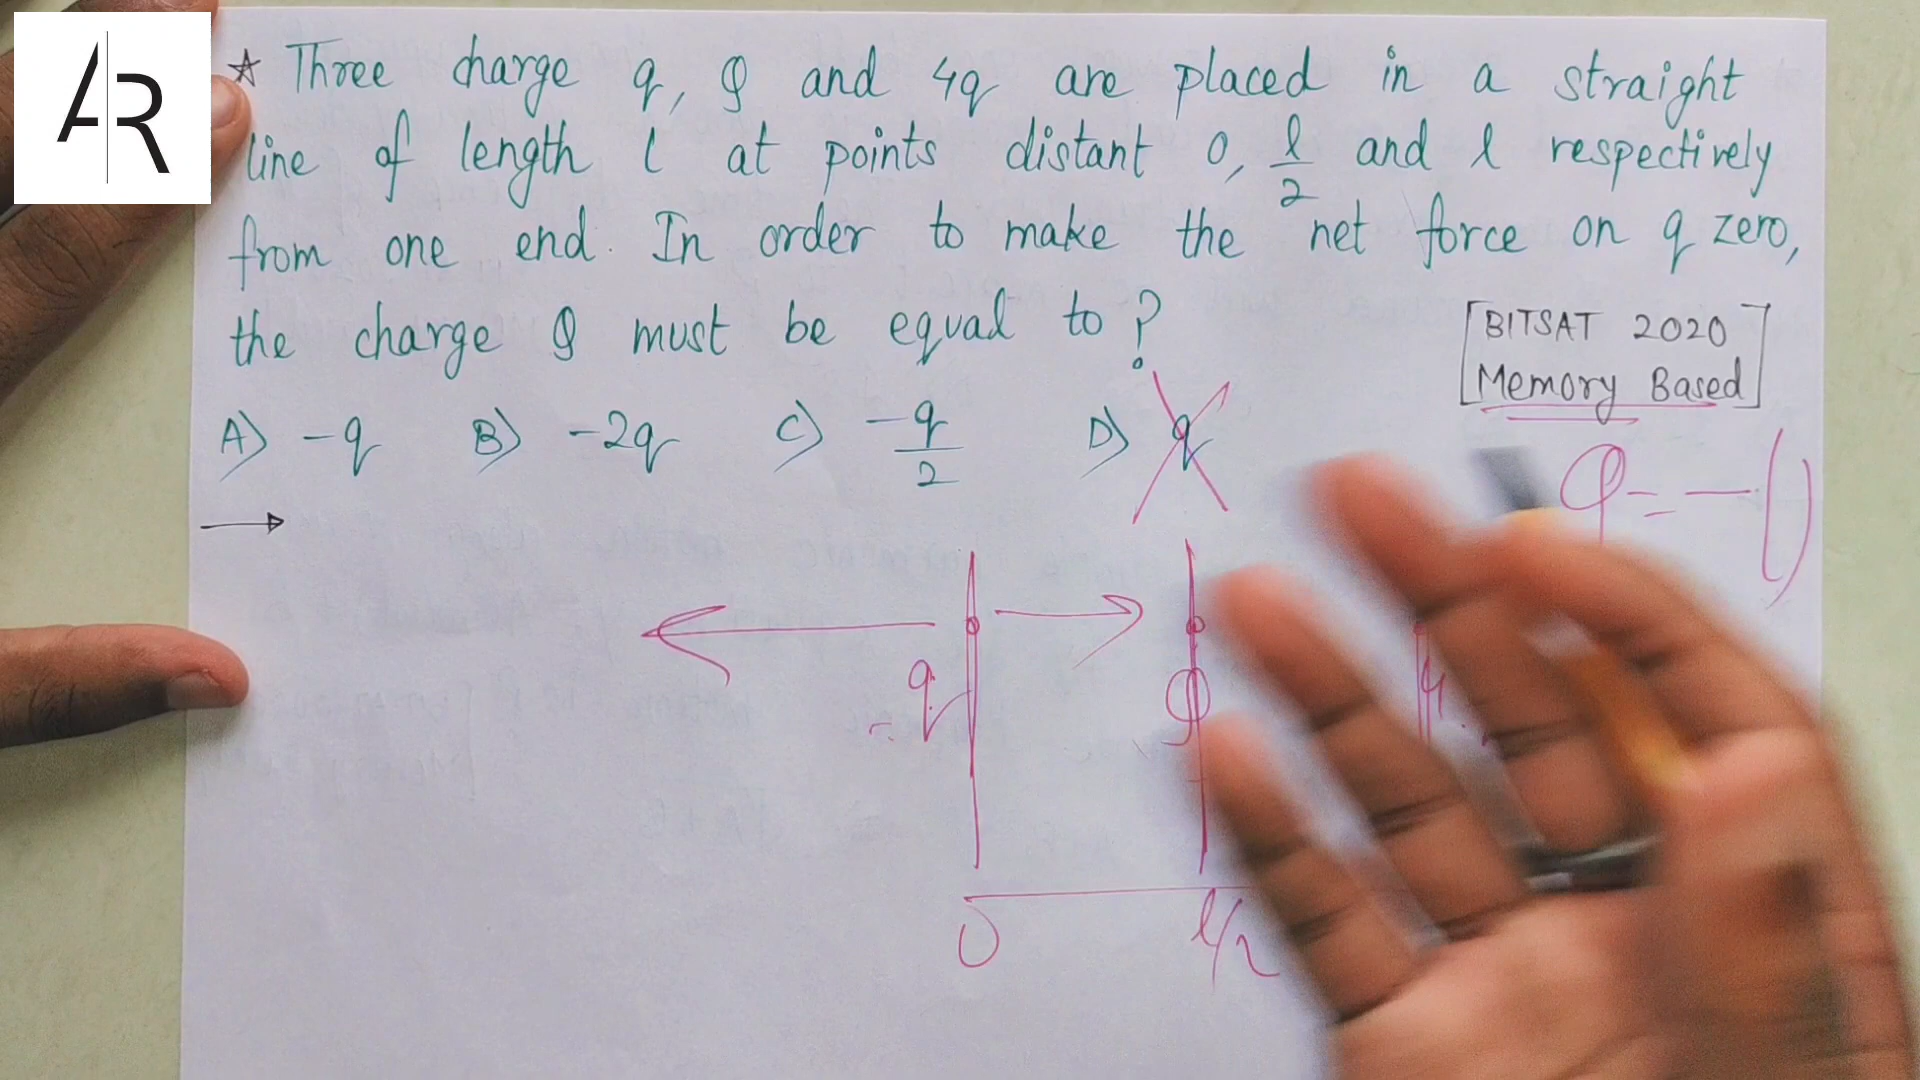 AR
☆ Three charge q, Q and 4q are placed in a straight
line of length l at points distant 0, l/2 and l respectively
from one end. In order to make the net force on q zero,
the charge Q must be equal to?
[BITSAT 2020
Memory Based]
A) -q B) -2q C) -q/2 D) q
Q = - ( )
q Q 4
0 l/2